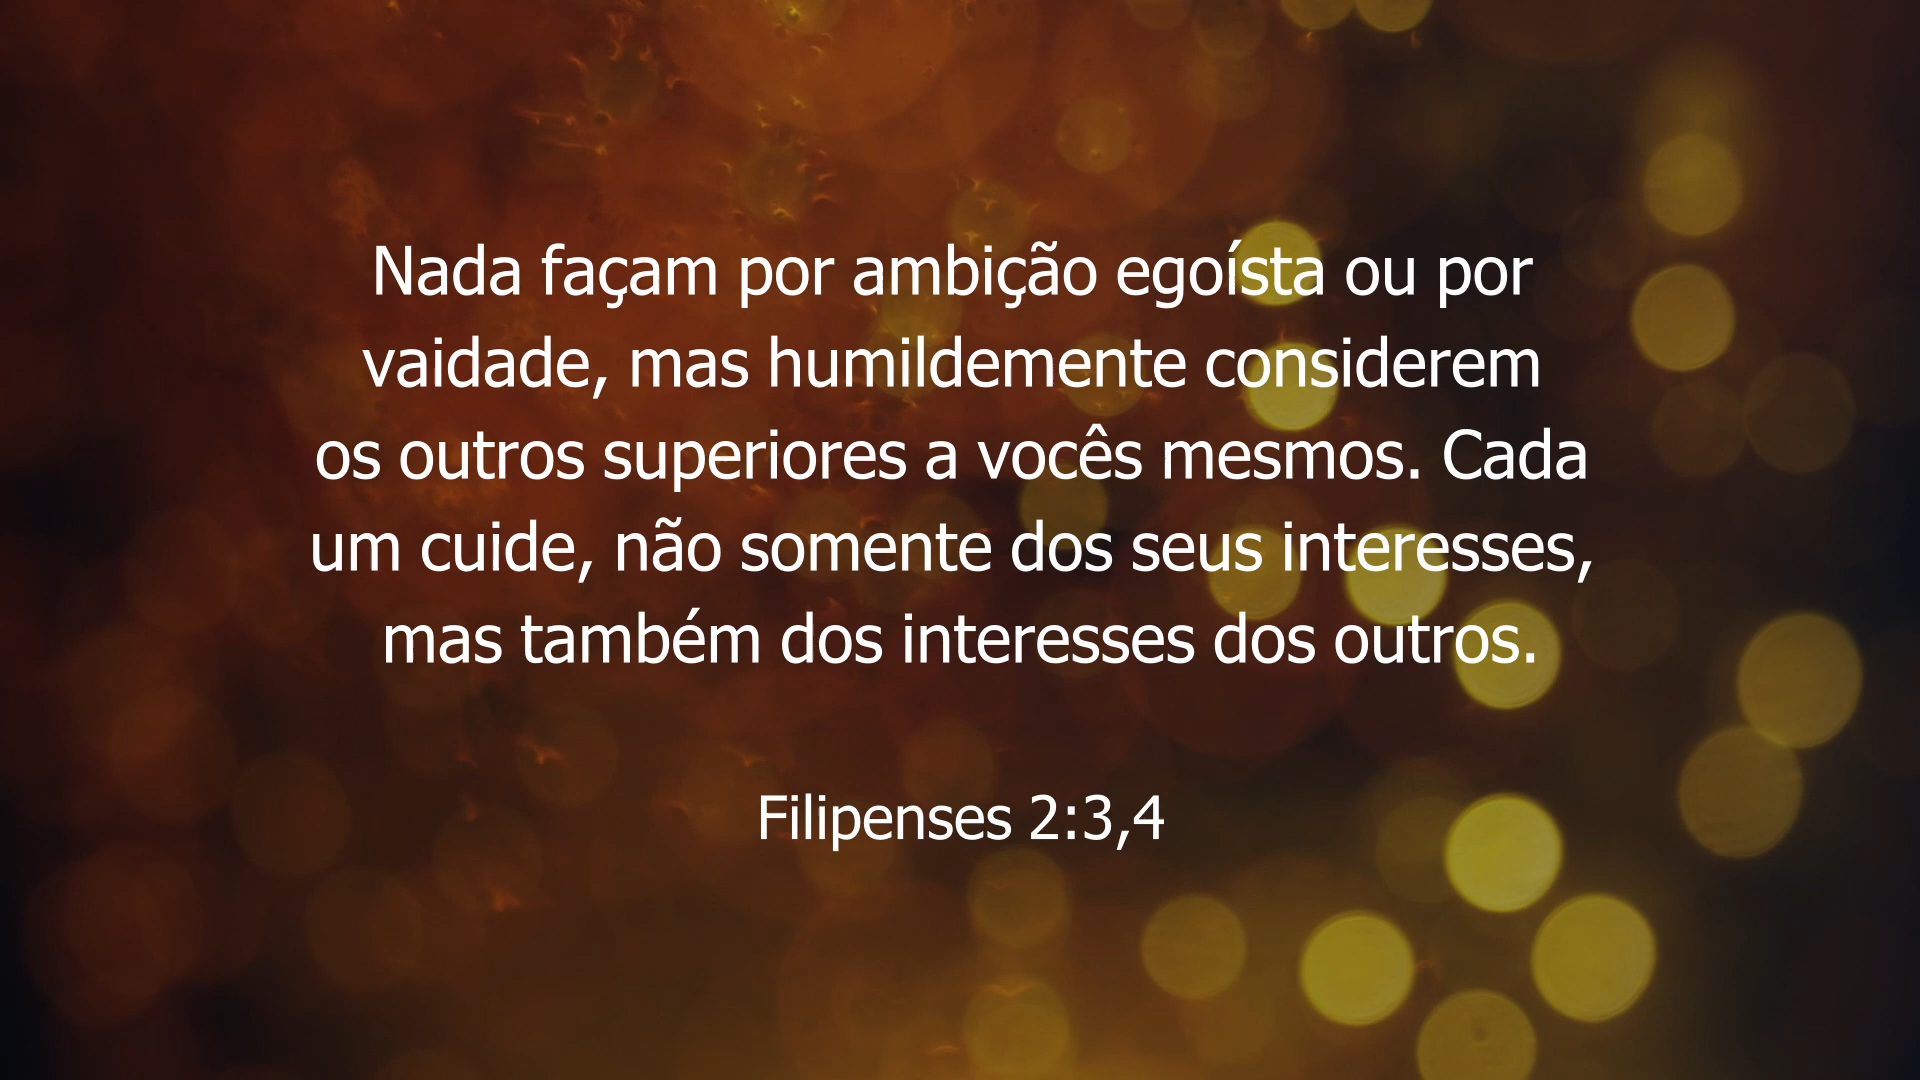 Nada façam por ambição egoísta ou por
vaidade, mas humildemente considerem
os outros superiores a vocês mesmos. Cada
um cuide, não somente dos seus interesses,
mas também dos interesses dos outros.
Filipenses 2:3,4